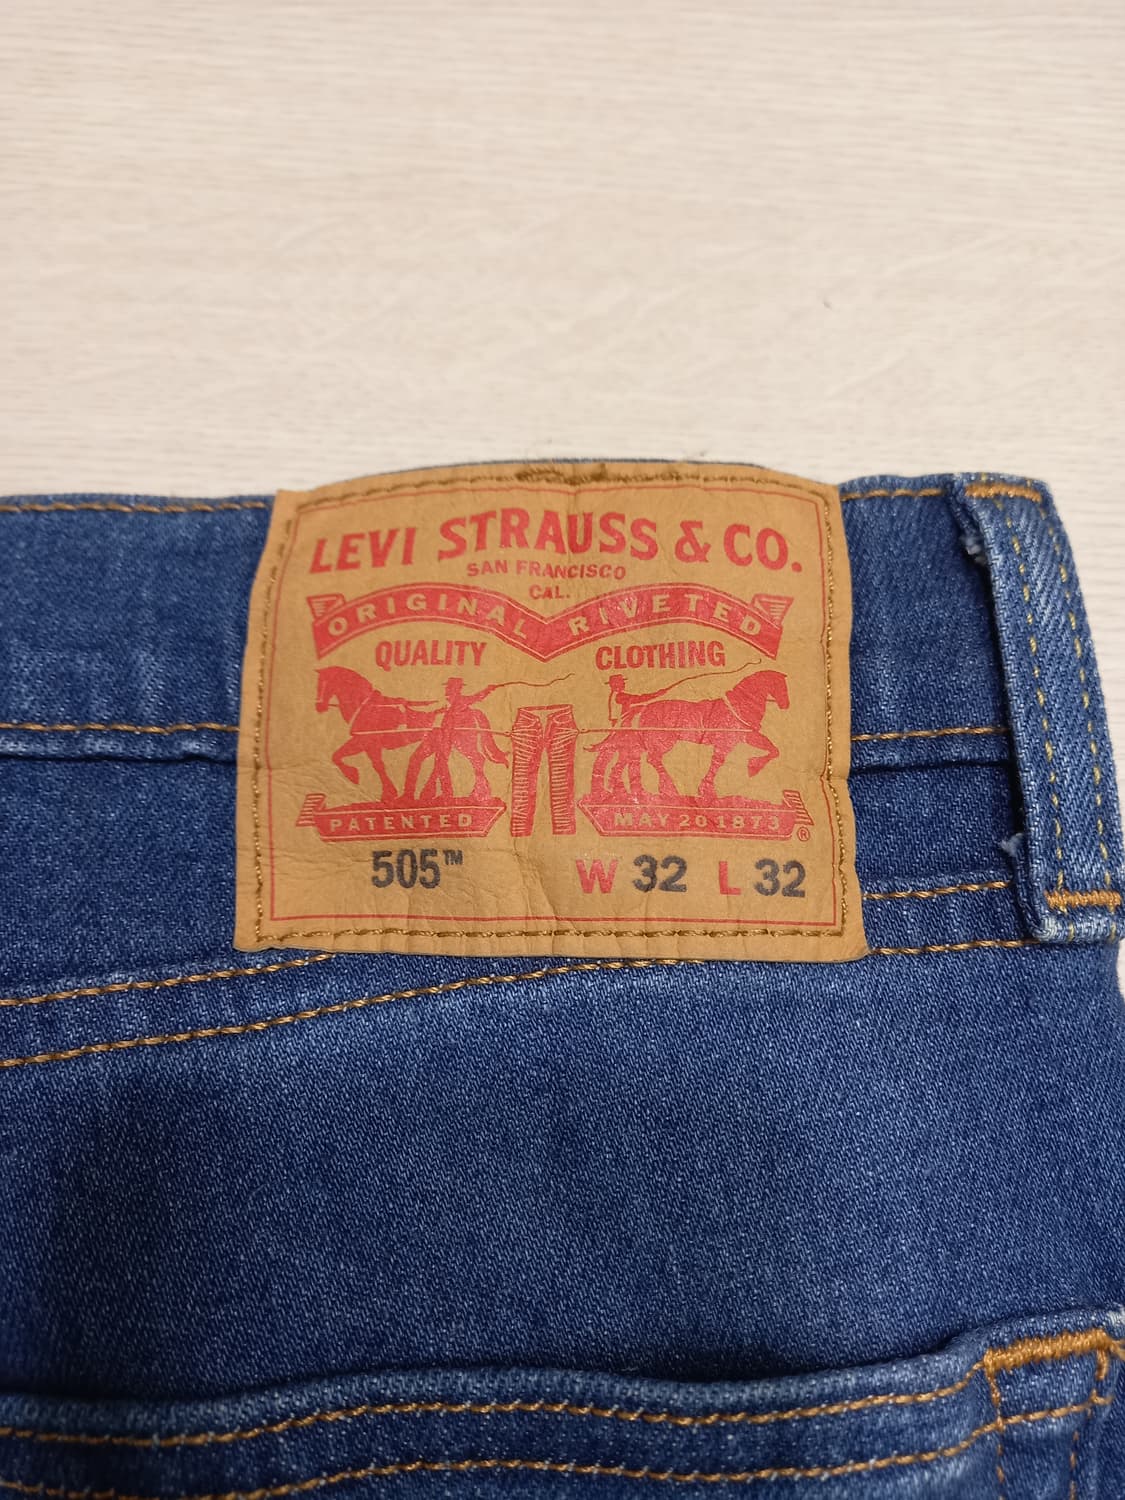 LEVI STRAUSS & CO.
SAN FRANCISCO
CAL.
ORIGINAL RIVETED
QUALITY CLOTHING
PATENTED MAY 20 1873 ®
505™ W 32 L 32